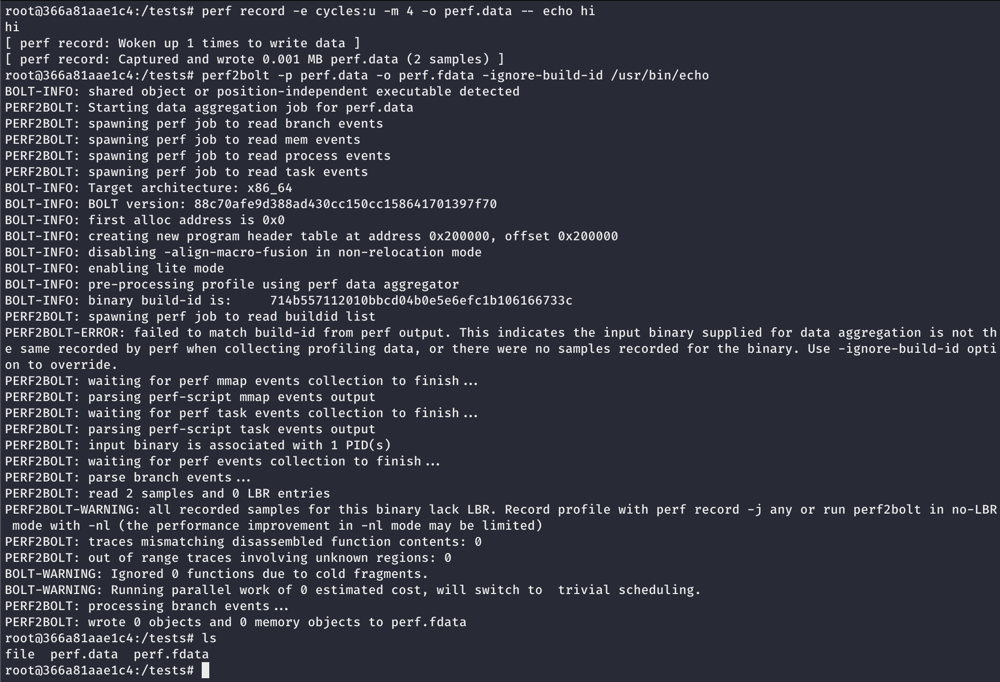 root@366a81aae1c4:/tests# perf record -e cycles:u -m 4 -o perf.data -- echo hi
hi
[ perf record: Woken up 1 times to write data ]
[ perf record: Captured and wrote 0.001 MB perf.data (2 samples) ]
root@366a81aae1c4:/tests# perf2bolt -p perf.data -o perf.fdata -ignore-build-id /usr/bin/echo
BOLT-INFO: shared object or position-independent executable detected
PERF2BOLT: Starting data aggregation job for perf.data
PERF2BOLT: spawning perf job to read branch events
PERF2BOLT: spawning perf job to read mem events
PERF2BOLT: spawning perf job to read process events
PERF2BOLT: spawning perf job to read task events
BOLT-INFO: Target architecture: x86_64
BOLT-INFO: BOLT version: 88c70afe9d388ad430cc150cc158641701397f70
BOLT-INFO: first alloc address is 0x0
BOLT-INFO: creating new program header table at address 0x200000, offset 0x200000
BOLT-INFO: disabling -align-macro-fusion in non-relocation mode
BOLT-INFO: enabling lite mode
BOLT-INFO: pre-processing profile using perf data aggregator
BOLT-INFO: binary build-id is:     714b557112010bbcd04b0e5e6efc1b106166733c
PERF2BOLT: spawning perf job to read buildid list
PERF2BOLT-ERROR: failed to match build-id from perf output. This indicates the input binary supplied for data aggregation is not th
e same recorded by perf when collecting profiling data, or there were no samples recorded for the binary. Use -ignore-build-id opti
on to override.
PERF2BOLT: waiting for perf mmap events collection to finish...
PERF2BOLT: parsing perf-script mmap events output
PERF2BOLT: waiting for perf task events collection to finish...
PERF2BOLT: parsing perf-script task events output
PERF2BOLT: input binary is associated with 1 PID(s)
PERF2BOLT: waiting for perf events collection to finish...
PERF2BOLT: parse branch events...
PERF2BOLT: read 2 samples and 0 LBR entries
PERF2BOLT-WARNING: all recorded samples for this binary lack LBR. Record profile with perf record -j any or run perf2bolt in no-LBR
 mode with -nl (the performance improvement in -nl mode may be limited)
PERF2BOLT: traces mismatching disassembled function contents: 0
PERF2BOLT: out of range traces involving unknown regions: 0
BOLT-WARNING: Ignored 0 functions due to cold fragments.
BOLT-WARNING: Running parallel work of 0 estimated cost, will switch to  trivial scheduling.
PERF2BOLT: processing branch events...
PERF2BOLT: wrote 0 objects and 0 memory objects to perf.fdata
root@366a81aae1c4:/tests# ls
file  perf.data  perf.fdata
root@366a81aae1c4:/tests#